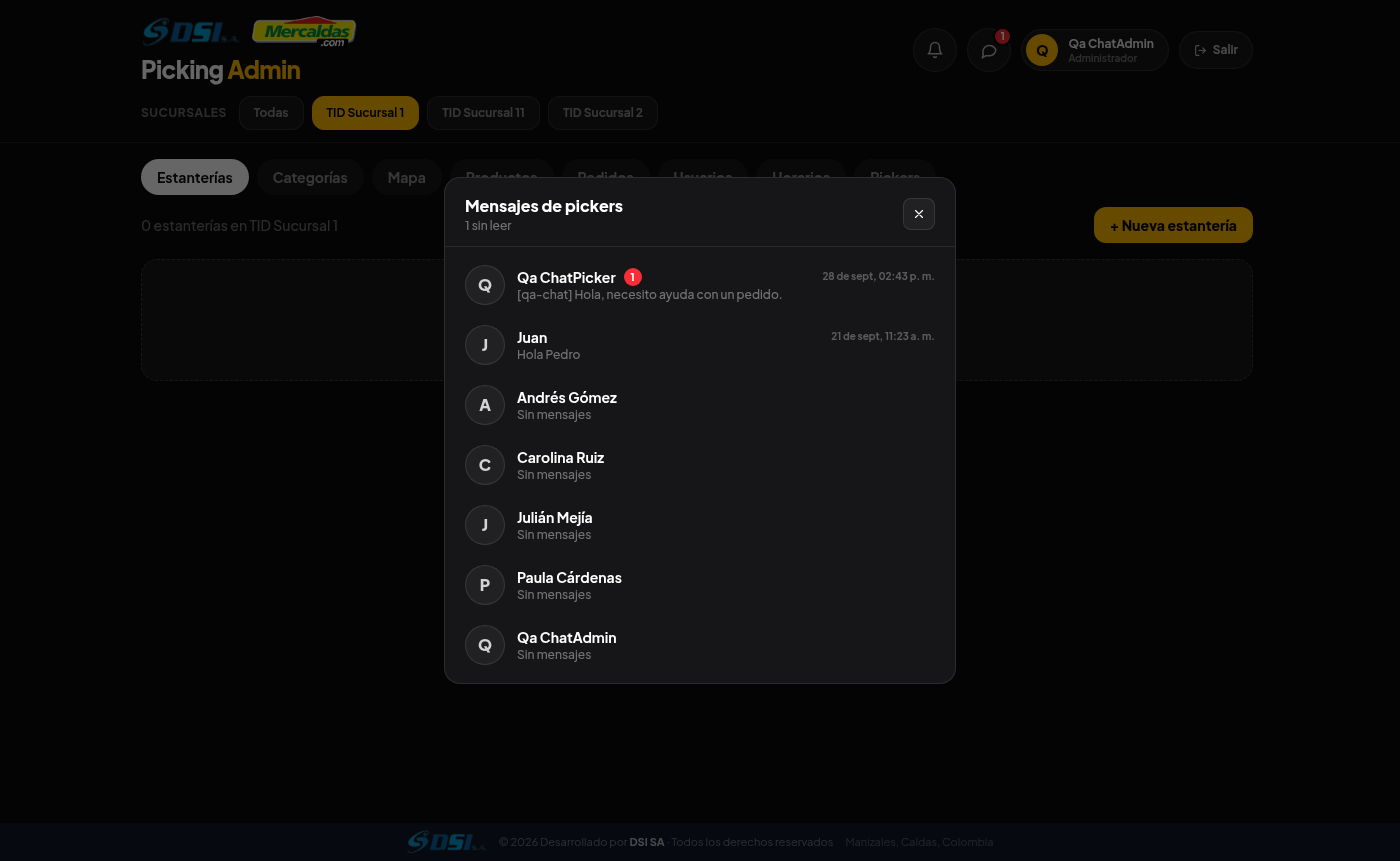 DSI S.A.
Mercaldas
.com
Picking Admin
1
Q
Qa ChatAdmin
Administrador
Salir
SUCURSALES
Todas
TID Sucursal 1
TID Sucursal 11
TID Sucursal 2
Estanterías
Categorías
Mapa
Productos
Pedidos
Usuarios
Horarios
Pickers
0 estanterías en TID Sucursal 1
+ Nueva estantería
Mensajes de pickers
1 sin leer
Q
Qa ChatPicker
1
28 de sept, 02:43 p. m.
[qa-chat] Hola, necesito ayuda con un pedido.
J
Juan
21 de sept, 11:23 a. m.
Hola Pedro
A
Andrés Gómez
Sin mensajes
C
Carolina Ruiz
Sin mensajes
J
Julián Mejía
Sin mensajes
P
Paula Cárdenas
Sin mensajes
Q
Qa ChatAdmin
Sin mensajes
DSI S.A.
© 2026 Desarrollado por DSI SA · Todos los derechos reservados
Manizales, Caldas, Colombia